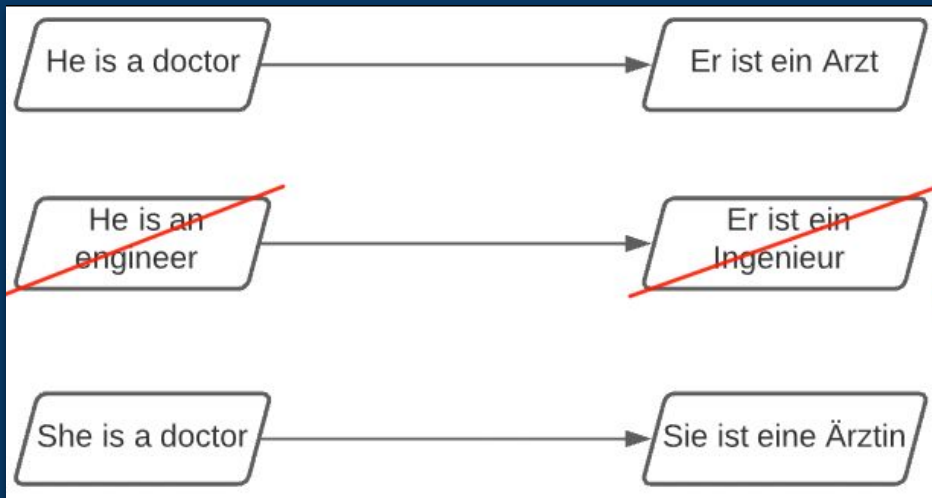 He is a doctor
Er ist ein Arzt
He is an
engineer
Er ist ein
Ingenieur
She is a doctor
Sie ist eine Ärztin